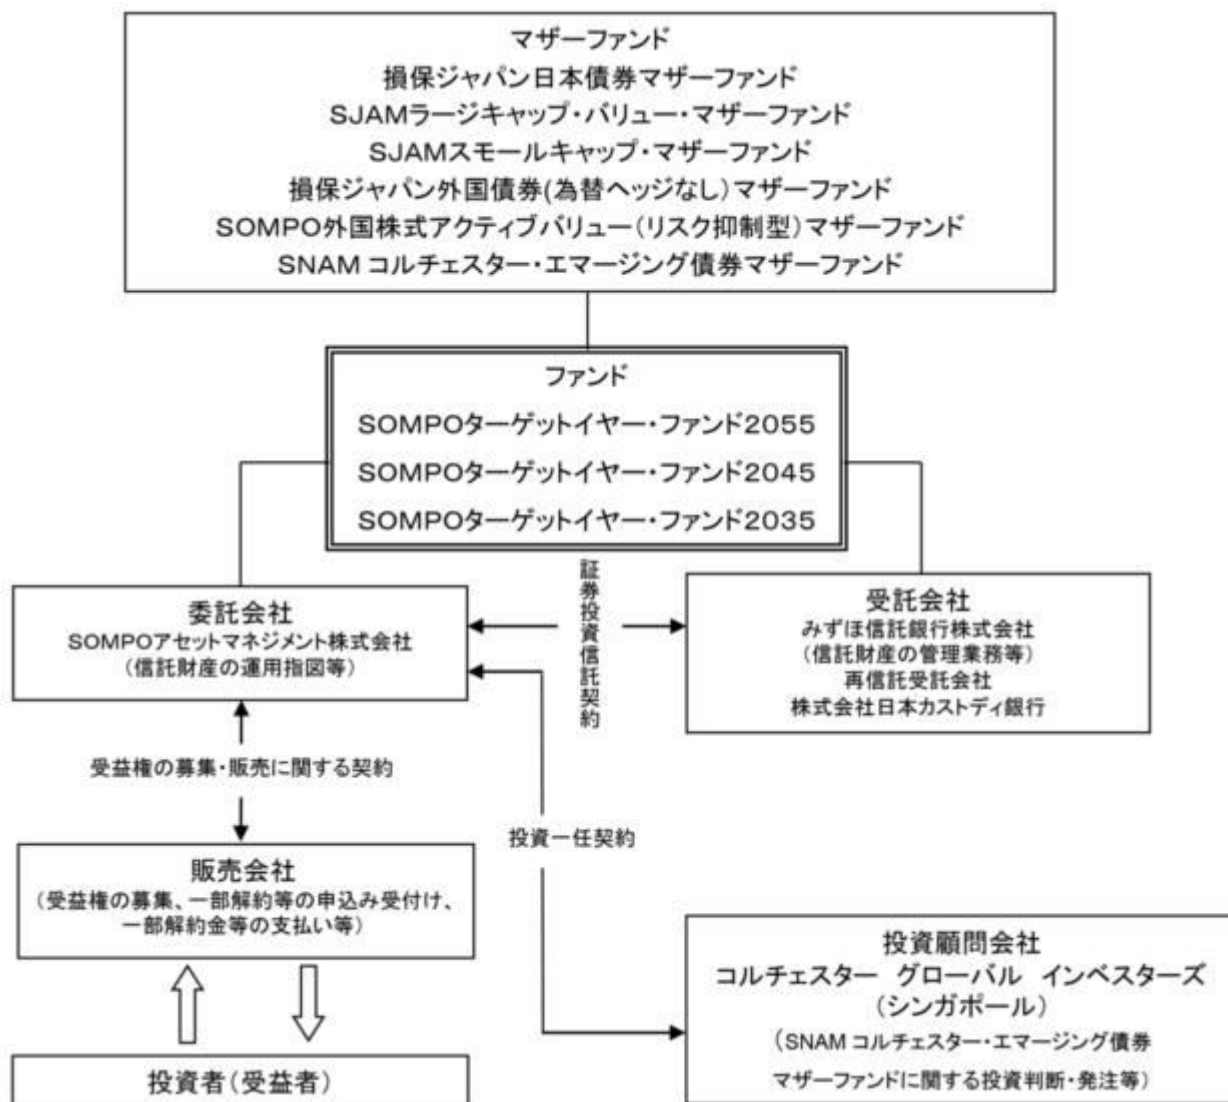 マザーファンド
損保ジャパン日本債券マザーファンド
SJAMラージキャップ・バリュー・マザーファンド
SJAMスモールキャップ・マザーファンド
損保ジャパン外国債券(為替ヘッジなし)マザーファンド
SOMPO外国株式アクティブバリュー(リスク抑制型)マザーファンド
SNAM コルチェスター・エマージング債券マザーファンド
ファンド
SOMPOターゲットイヤー・ファンド2055
SOMPOターゲットイヤー・ファンド2045
SOMPOターゲットイヤー・ファンド2035
委託会社
SOMPOアセットマネジメント株式会社
(信託財産の運用指図等)
証券投資信託契約
受託会社
みずほ信託銀行株式会社
(信託財産の管理業務等)
再信託受託会社
株式会社日本カストディ銀行
受益権の募集・販売に関する契約
投資一任契約
販売会社
(受益権の募集、一部解約等の申込み受付け、
一部解約金等の支払い等)
投資者(受益者)
投資顧問会社
コルチェスター グローバル インベスターズ
(シンガポール)
(SNAM コルチェスター・エマージング債券
マザーファンドに関する投資判断・発注等)